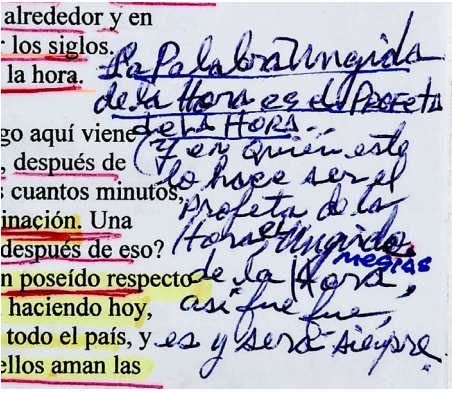 alrededor y en
los siglos.
la hora.
go aquí viene
, después de
s cuantos minutos,
inación. Una
después de eso?
n poseído respecto
haciendo hoy,
todo el país, y
ellos aman las
La Palabra Ungida
de la Hora es el PROFETA
de la HORA...
(Y en quién este
lo hace ser el
Profeta de la
Hora, el Ungido
MESÍAS
de la Hora,
así fue fue,
es y será siempre